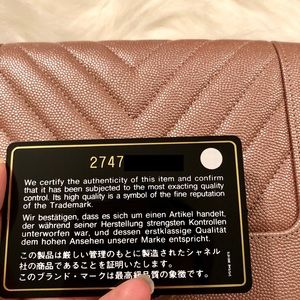 2747
We certify the authenticity of this item and confirm
that it has been subjected to the most exacting quality
control. Its high quality is a symbol of the fine reputation
of the Trademark.
Wir bestätigen, dass es sich um einen Artikel handelt,
der während seiner Herstellung strengsten Kontrollen
unterworfen war, und dessen erstklassige Qualität
dem hohen Ansehen unserer Marke entspricht.
この製品は厳しい管理のもとに製造されたシャネル
社の商品であることを証明いたします。
このブランド・マークは最高級品質の象徴です。